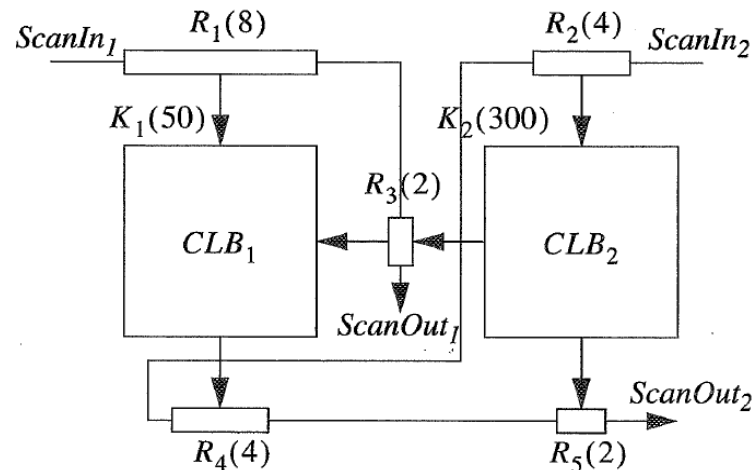 R1(8)
R2(4)
ScanIn1
ScanIn2
K1(50)
K2(300)
R3(2)
CLB1
CLB2
ScanOut1
ScanOut2
R4(4)
R5(2)